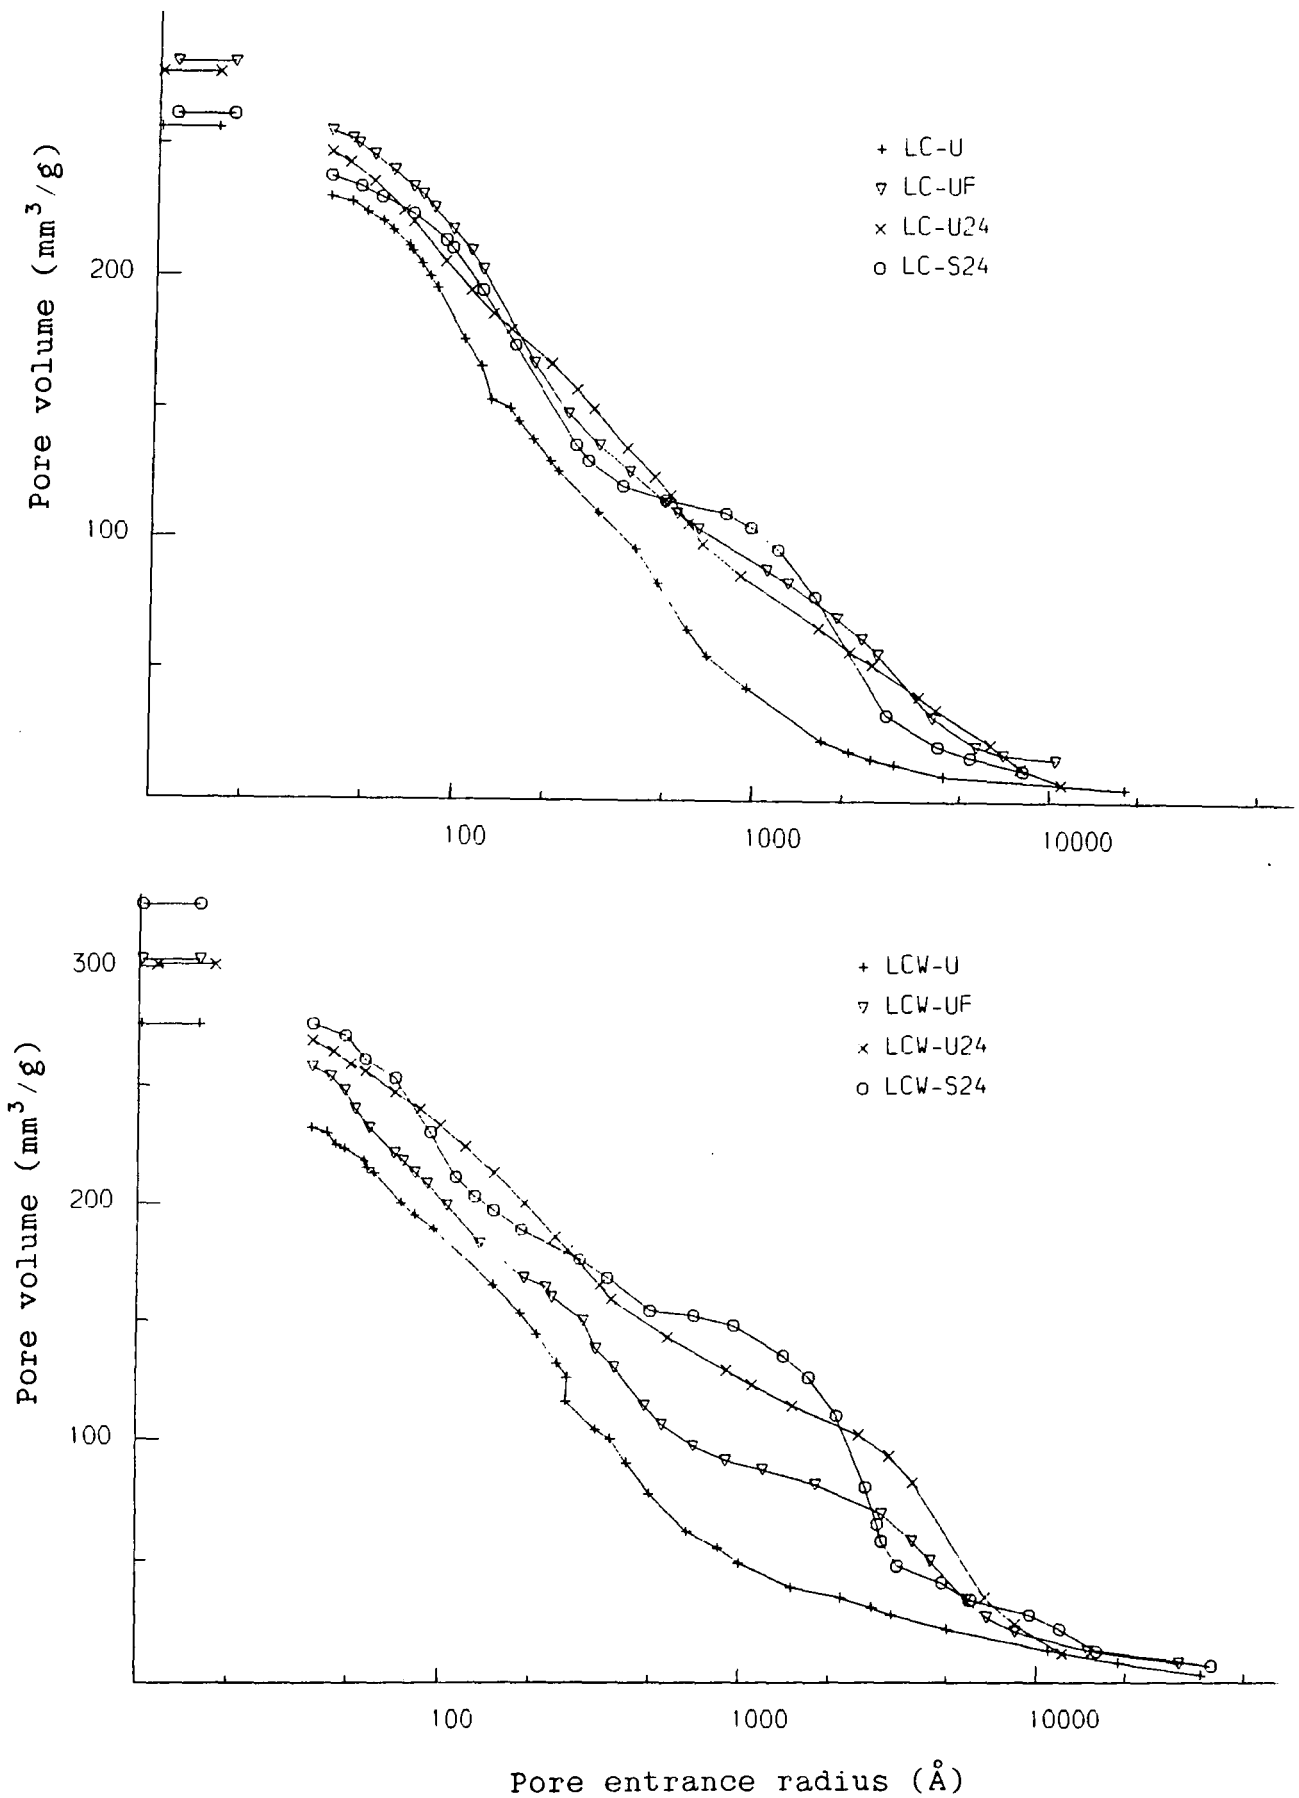 Pore volume (mm³/g)
200
100
+ LC-U
▽ LC-UF
× LC-U24
○ LC-S24
100
1000
10000
Pore volume (mm³/g)
300
200
100
+ LCW-U
▽ LCW-UF
× LCW-U24
○ LCW-S24
100
1000
10000
Pore entrance radius (Å)